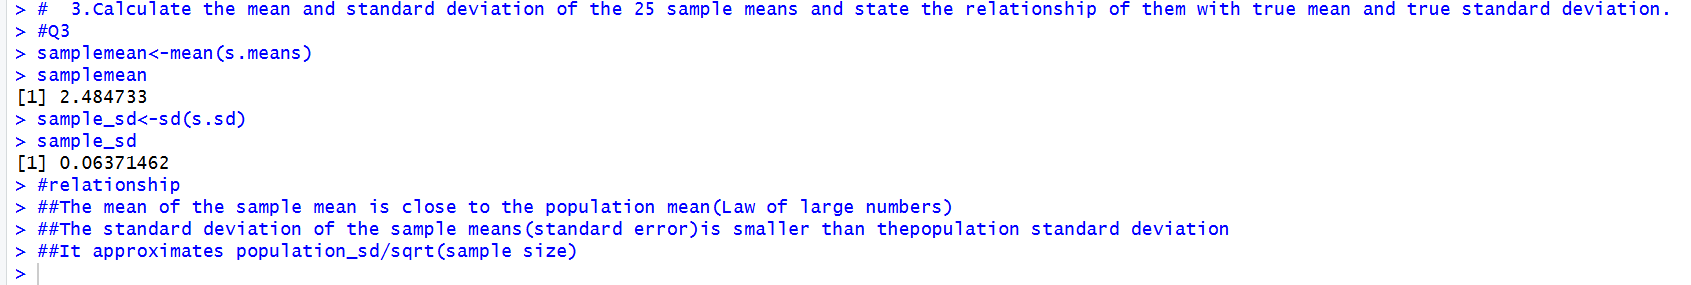 > #  3.Calculate the mean and standard deviation of the 25 sample means and state the relationship of them with true mean and true standard deviation.
> #Q3
> samplemean<-mean(s.means)
> samplemean
[1] 2.484733
> sample_sd<-sd(s.sd)
> sample_sd
[1] 0.06371462
> #relationship
> ##The mean of the sample mean is close to the population mean(Law of large numbers)
> ##The standard deviation of the sample means(standard error)is smaller than thepopulation standard deviation
> ##It approximates population_sd/sqrt(sample size)
>